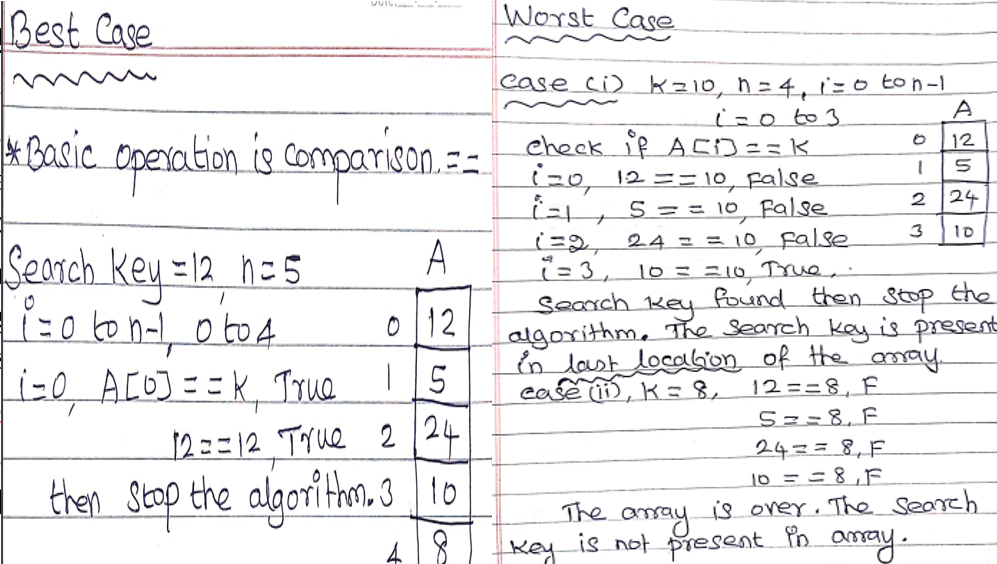 Best Case
*Basic operation is comparison. ==
Search Key = 12, n=5
A
i=0 to n-1, 0 to 4
0 12
i=0, A[0] == K, True
1 5
12==12, True
2 24
then stop the algorithm.
3 10
4 8
Worst Case
case (i) K=10, n=4, i=0 to n-1
i=0 to 3
A
check if A[i] == K
0 12
i=0, 12 == 10, False
1 5
i=1, 5 == 10, False
2 24
i=2, 24 == 10, False
3 10
i=3, 10 == 10, True.
Search key found then stop the
algorithm. The search key is present
in last location of the array.
case (ii), K=8, 12==8, F
5==8, F
24==8, F
10==8, F
The array is over. The search
key is not present in array.